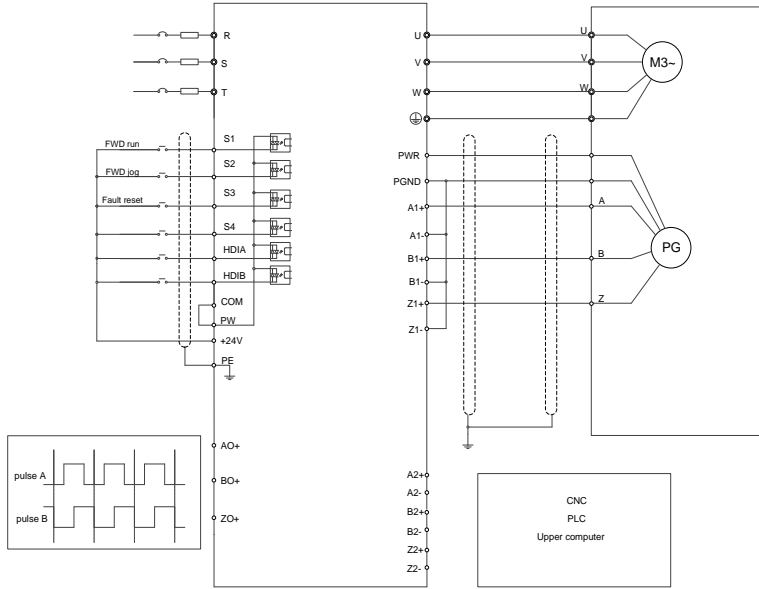 R
S
T
U
V
W
U
V
W
M3~
FWD run
S1
FWD jog
S2
Fault reset
S3
S4
HDIA
HDIB
COM
PW
+24V
PE
PWR
PGND
A1+
A1-
B1+
B1-
Z1+
Z1-
A
B
Z
PG
AO+
BO+
ZO+
pulse A
pulse B
A2+
A2-
B2+
B2-
Z2+
Z2-
CNC
PLC
Upper computer